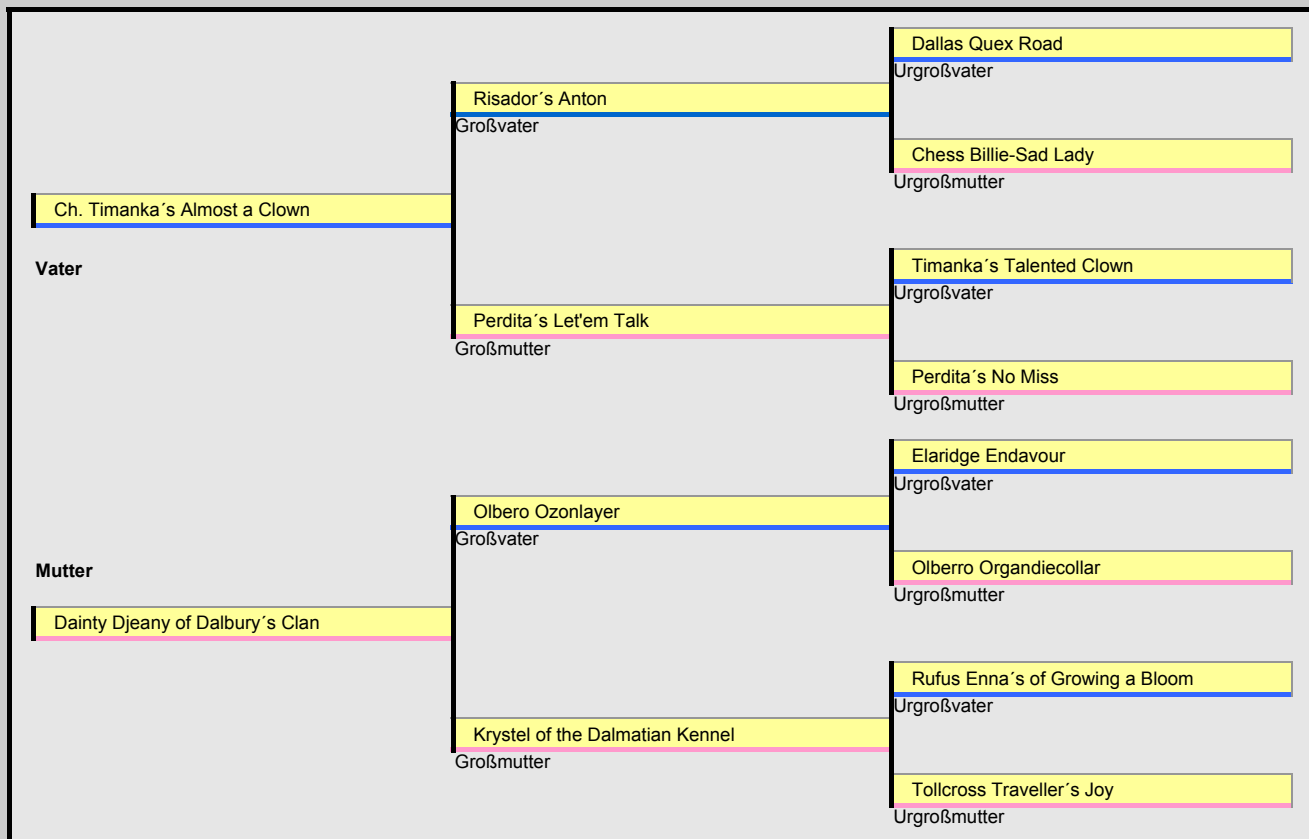 Dallas Quex Road
Urgroßvater
Risador´s Anton
Großvater
Chess Billie-Sad Lady
Urgroßmutter
Ch. Timanka´s Almost a Clown
Vater
Timanka´s Talented Clown
Urgroßvater
Perdita´s Let'em Talk
Großmutter
Perdita´s No Miss
Urgroßmutter
Elaridge Endavour
Urgroßvater
Olbero Ozonlayer
Großvater
Olberro Organdiecollar
Urgroßmutter
Mutter
Dainty Djeany of Dalbury´s Clan
Rufus Enna´s of Growing a Bloom
Urgroßvater
Krystel of the Dalmatian Kennel
Großmutter
Tollcross Traveller´s Joy
Urgroßmutter